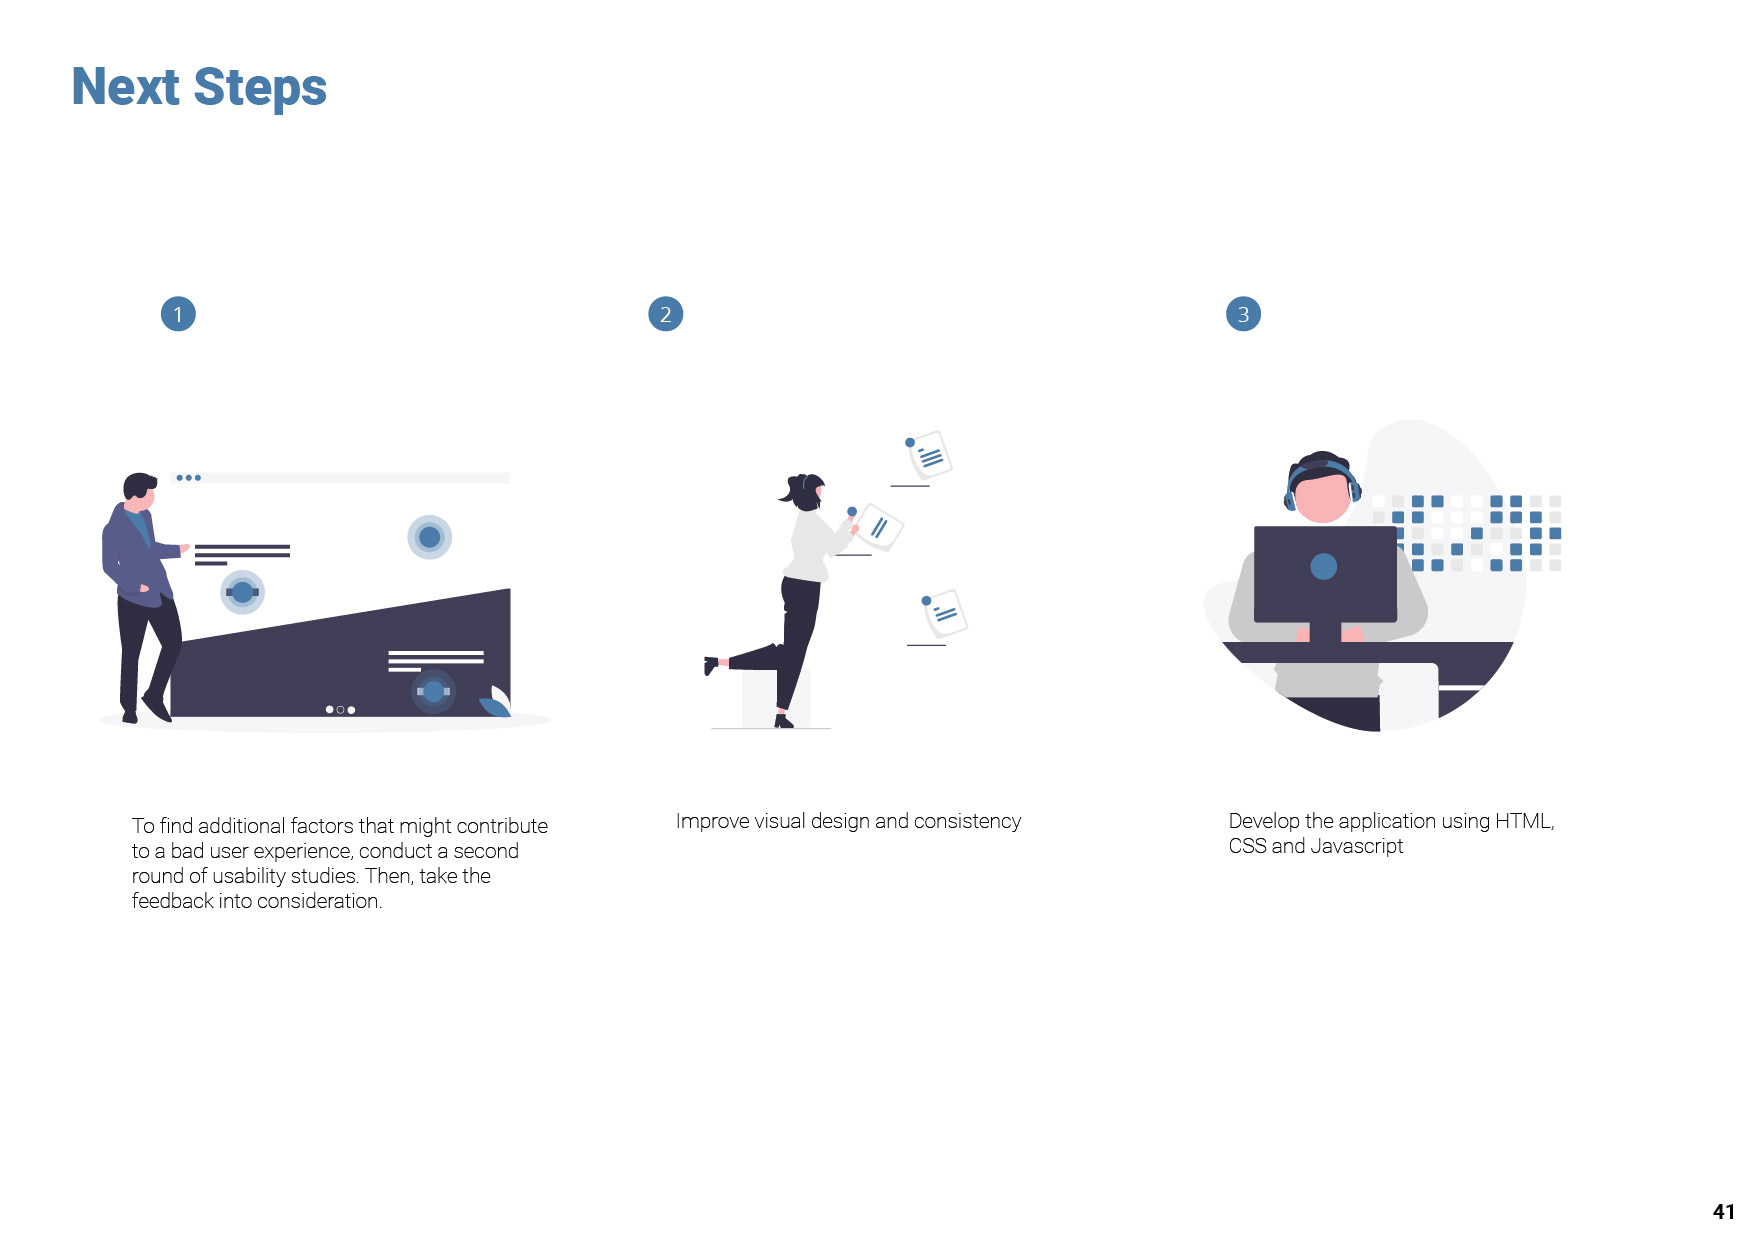 Next Steps
1
2
3
To find additional factors that might contribute
to a bad user experience, conduct a second
round of usability studies. Then, take the
feedback into consideration.
Improve visual design and consistency
Develop the application using HTML,
CSS and Javascript
41